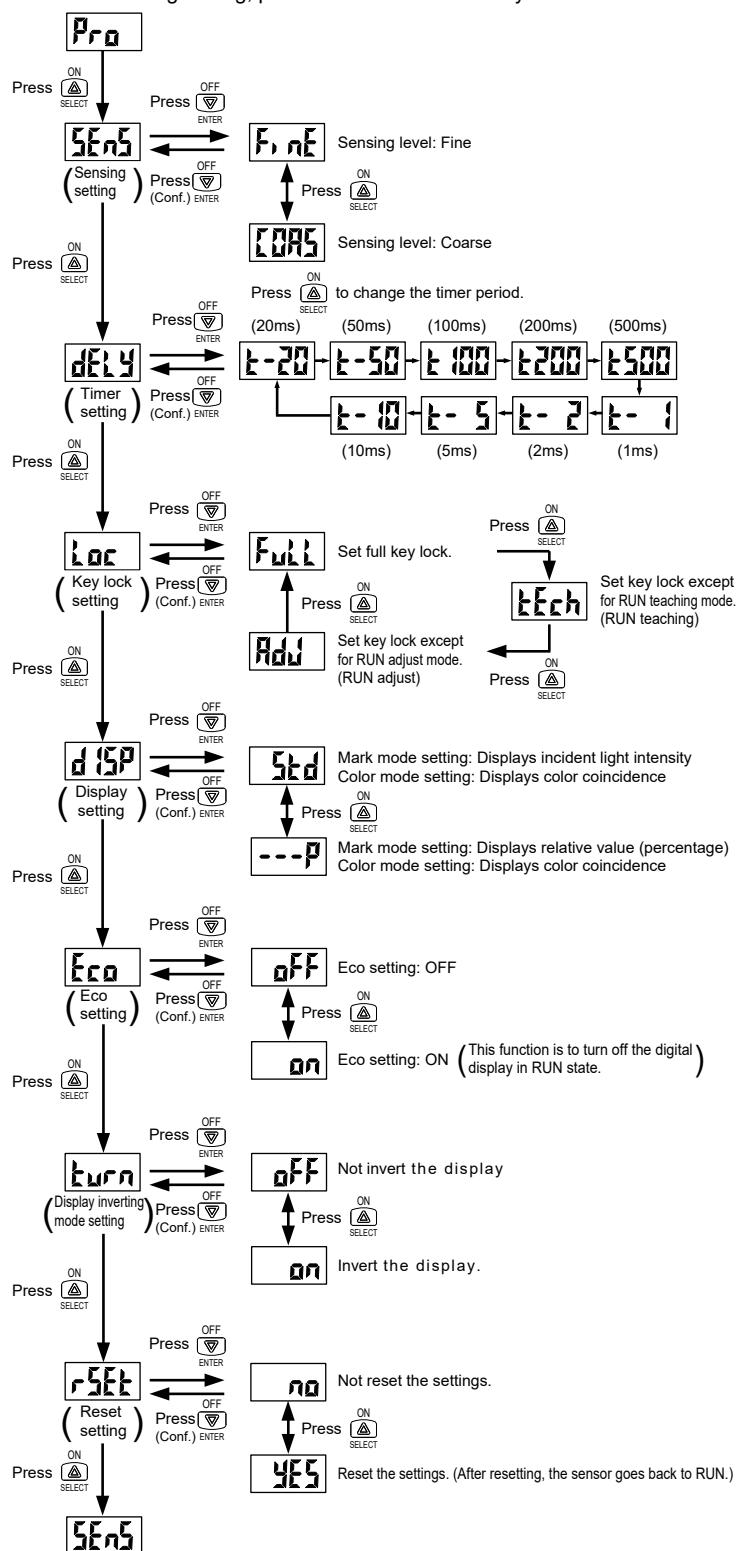 Pro
ON
Press
SELECT
OFF
Press
ENTER
SEnS
FinE
Sensing level: Fine
(Sensing
setting)
OFF
Press
(Conf.) ENTER
ON
Press
SELECT
COAS
Sensing level: Coarse
ON
Press
SELECT
ON
Press to change the timer period.
SELECT
OFF
Press
ENTER
(20ms) (50ms) (100ms) (200ms) (500ms)
dELY
t-20 t-50 t100 t200 t500
(Timer
setting)
OFF
Press
(Conf.) ENTER
t-10 t- 5 t- 2 t- 1
(10ms) (5ms) (2ms) (1ms)
ON
Press
SELECT
OFF
Press
ENTER
Loc
FuLL
Set full key lock.
ON
Press
SELECT
(Key lock
setting)
OFF
Press
(Conf.) ENTER
ON
Press
SELECT
tEch
Set key lock except
for RUN teaching mode.
(RUN teaching)
AdJ
Set key lock except
for RUN adjust mode.
(RUN adjust)
ON
Press
SELECT
ON
Press
SELECT
OFF
Press
ENTER
dISP
Std
Mark mode setting: Displays incident light intensity
Color mode setting: Displays color coincidence
(Display
setting)
OFF
Press
(Conf.) ENTER
ON
Press
SELECT
---P
Mark mode setting: Displays relative value (percentage)
Color mode setting: Displays color coincidence
ON
Press
SELECT
OFF
Press
ENTER
Eco
oFF
Eco setting: OFF
(Eco
setting)
OFF
Press
(Conf.) ENTER
ON
Press
SELECT
on
Eco setting: ON (This function is to turn off the digital
display in RUN state.)
ON
Press
SELECT
OFF
Press
ENTER
turn
oFF
Not invert the display
(Display inverting
mode setting)
OFF
Press
(Conf.) ENTER
ON
Press
SELECT
on
Invert the display.
ON
Press
SELECT
OFF
Press
ENTER
rSEt
no
Not reset the settings.
(Reset
setting)
OFF
Press
(Conf.) ENTER
ON
Press
SELECT
YES
Reset the settings. (After resetting, the sensor goes back to RUN.)
ON
Press
SELECT
SEnS